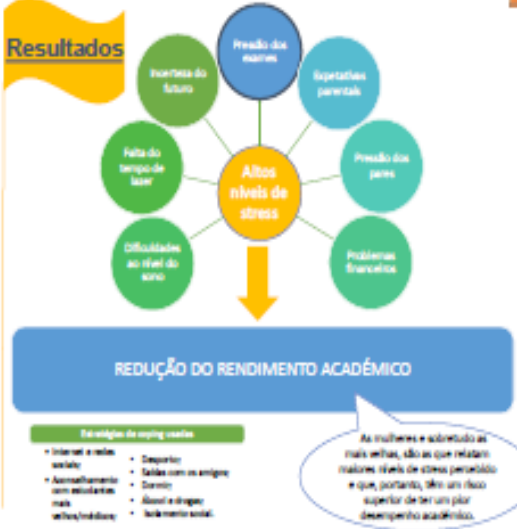 Resultados
Pressão dos
exames
Incerteza do
futuro
Expetativas
parentais
Falta do
tempo de
lazer
Altos
níveis de
stress
Pressão dos
pares
Dificuldades
ao nível do
sono
Problemas
financeiros
REDUÇÃO DO RENDIMENTO ACADÉMICO
Estratégias de coping usadas
• Internet e redes
sociais;
• Aconselhamento
com estudantes
mais
velhos/médicos;
• Desporto;
• Saídas com os amigos;
• Dormir;
• Álcool e drogas;
• Isolamento social.
As mulheres e sobretudo as
mais velhas, são as que relatam
maiores níveis de stress percebido
e que, portanto, têm um risco
superior de ter um pior
desempenho académico.